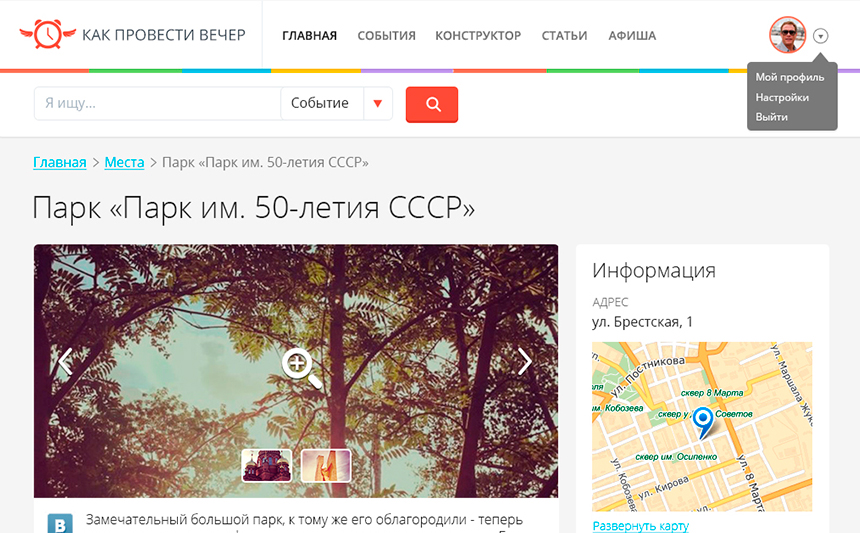 КАК ПРОВЕСТИ ВЕЧЕР
ГЛАВНАЯ СОБЫТИЯ КОНСТРУКТОР СТАТЬИ АФИША
Мой профиль
Настройки
Выйти
Я ищу... Событие
Главная > Места > Парк «Парк им. 50-летия СССР»
Парк «Парк им. 50-летия СССР»
Информация
АДРЕС
ул. Брестская, 1
ул. Постникова
ул. Маршала Жук
сквер 8 Марта
им. Кобозева
сквер у
Советов
сквер им. Осипенко
ул. Кобозева
ул. Кирова
ул. 8 Марта
Развернуть карту
В
Замечательный большой парк, к тому же его облагородили - теперь